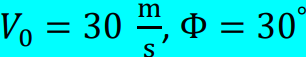 V₀ = 30 m/s, Φ = 30°